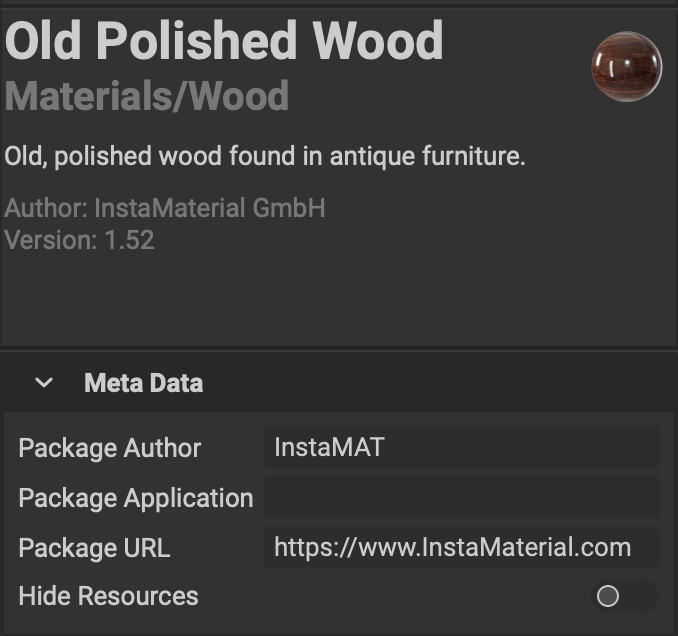 Old Polished Wood
Materials/Wood
Old, polished wood found in antique furniture.
Author: InstaMaterial GmbH
Version: 1.52
Meta Data
Package Author InstaMAT
Package Application
Package URL https://www.InstaMaterial.com
Hide Resources